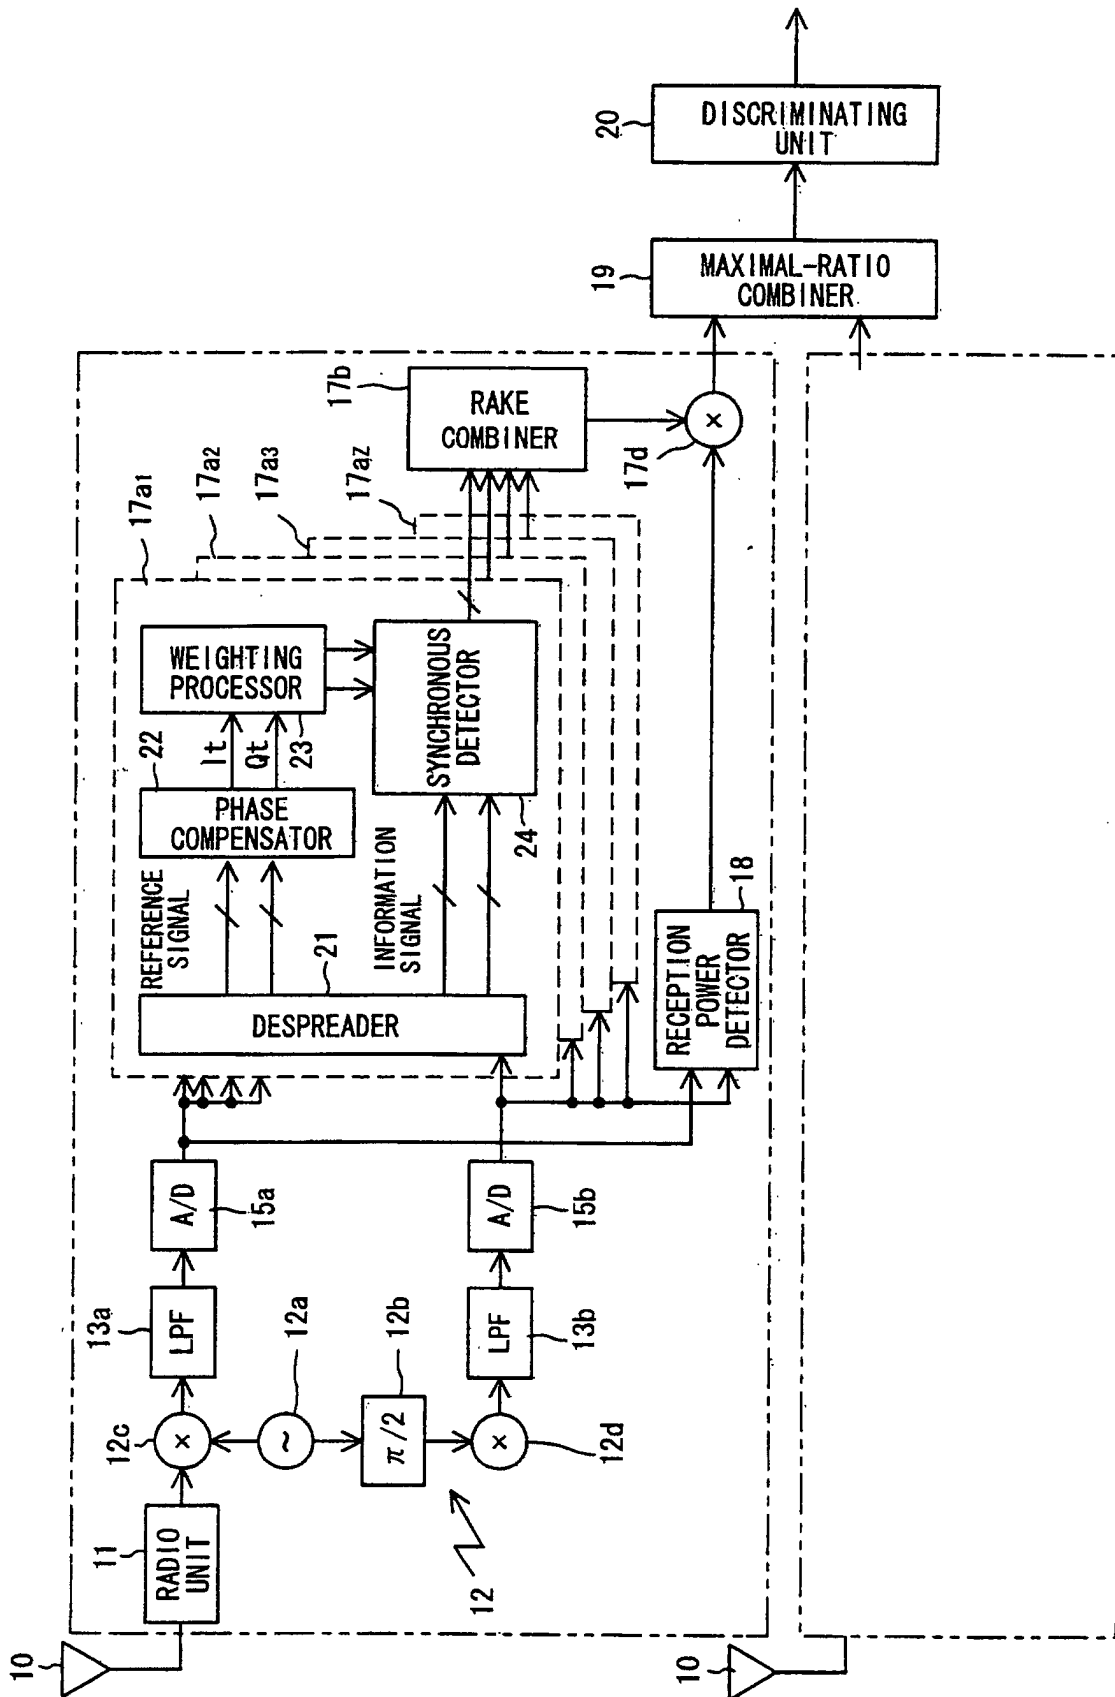 10
11
RADIO
UNIT
12c
×
12a
~
12b
π/2
12d
×
12
13a
LPF
13b
LPF
15a
A/D
15b
A/D
17a1
17a2
17a3
17aZ
21
DESPREADER
REFERENCE
SIGNAL
INFORMATION
SIGNAL
22
PHASE
COMPENSATOR
It
Qt
23
WEIGHTING
PROCESSOR
24
SYNCHRONOUS
DETECTOR
17b
RAKE
COMBINER
17d
×
18
RECEPTION
POWER
DETECTOR
19
MAXIMAL-RATIO
COMBINER
20
DISCRIMINATING
UNIT
10